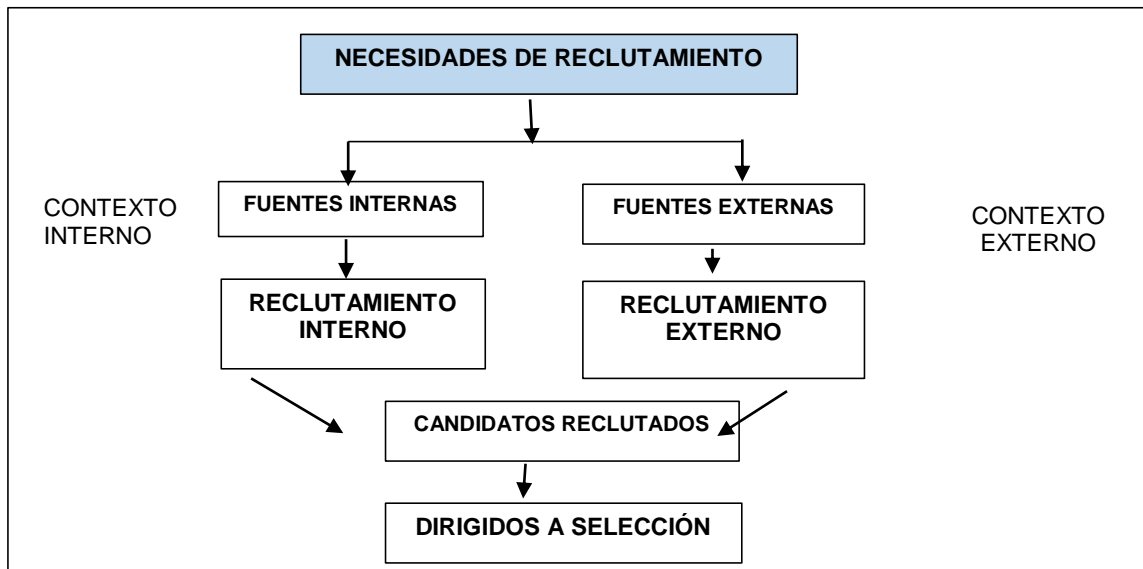 NECESIDADES DE RECLUTAMIENTO
CONTEXTO
INTERNO
FUENTES INTERNAS
FUENTES EXTERNAS
CONTEXTO
EXTERNO
RECLUTAMIENTO
INTERNO
RECLUTAMIENTO
EXTERNO
CANDIDATOS RECLUTADOS
DIRIGIDOS A SELECCIÓN